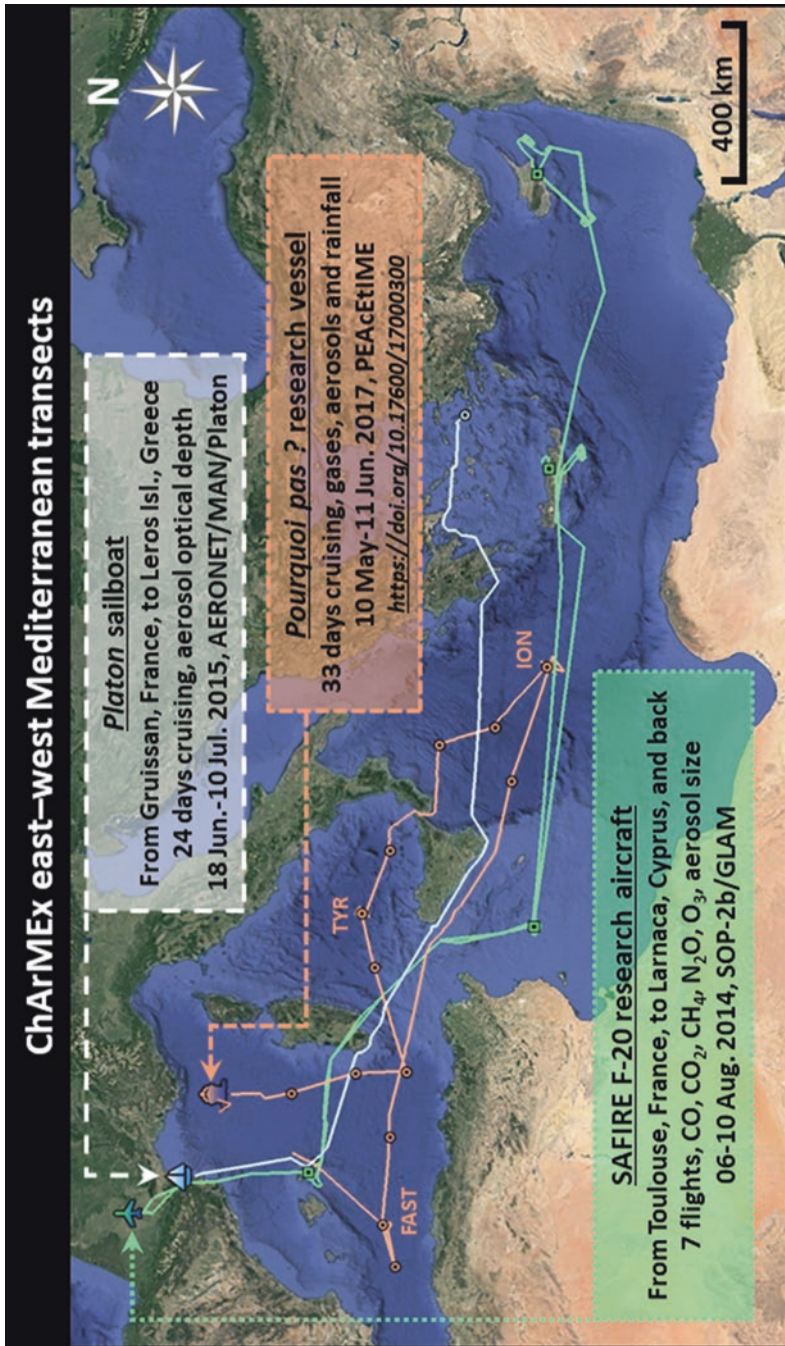 ChArMEx east–west Mediterranean transects
N
Platon sailboat
From Gruissan, France, to Leros Isl., Greece
24 days cruising, aerosol optical depth
18 Jun.-10 Jul. 2015, AERONET/MAN/Platon
Pourquoi pas ? research vessel
33 days cruising, gases, aerosols and rainfall
10 May-11 Jun. 2017, PEAcEtIME
https://doi.org/10.17600/17000300
TYR
ION
FAST
SAFIRE F-20 research aircraft
From Toulouse, France, to Larnaca, Cyprus, and back
7 flights, CO, CO₂, CH₄, N₂O, O₃, aerosol size
06-10 Aug. 2014, SOP-2b/GLAM
400 km